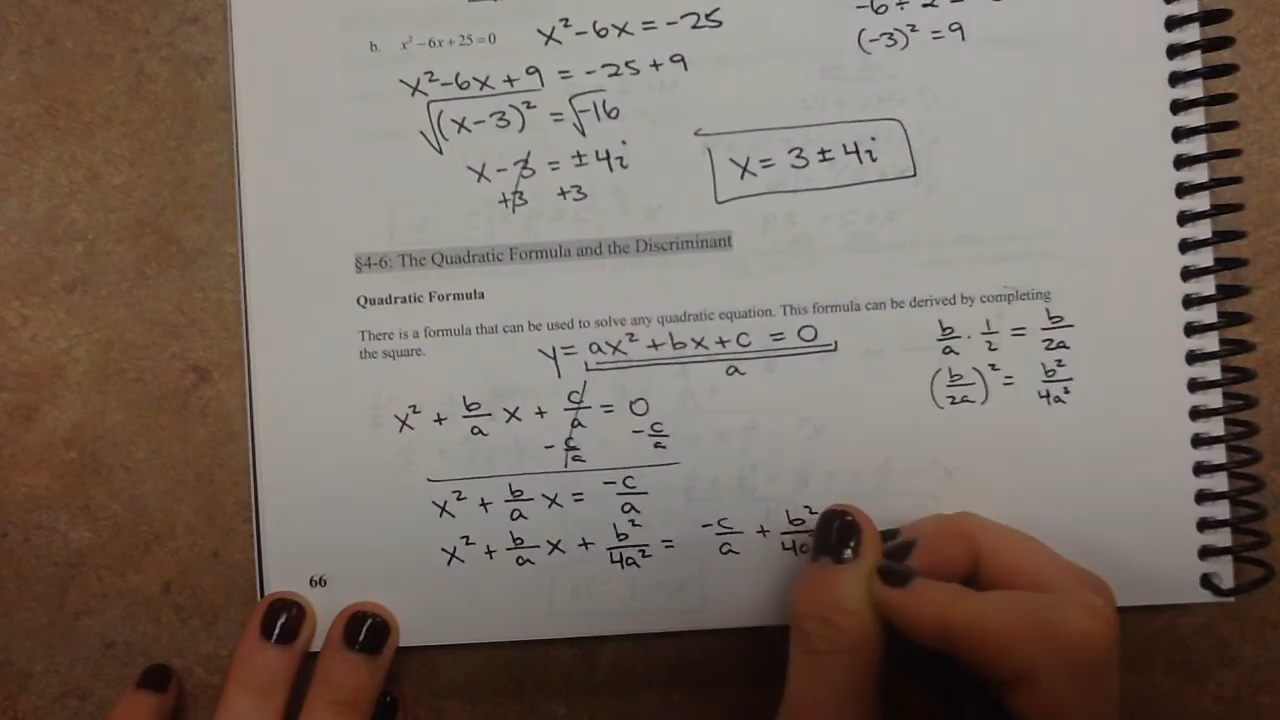 -6 ÷ 2 =
b. x² - 6x + 25 = 0 x² - 6x = -25
(-3)² = 9
x² - 6x + 9 = -25 + 9
√(x - 3)² = √-16
x - 3 = ± 4i
+3 +3
x = 3 ± 4i
§4-6: The Quadratic Formula and the Discriminant
Quadratic Formula
There is a formula that can be used to solve any quadratic equation. This formula can be derived by completing
the square.
y = ax² + bx + c = 0
a
b/a · 1/2 = b/2a
(b/2a)² = b²/4a²
x² + b/a x + c/a = 0
- c/a - c/a
x² + b/a x = -c/a
x² + b/a x + b²/4a² = -c/a + b²/4a
66